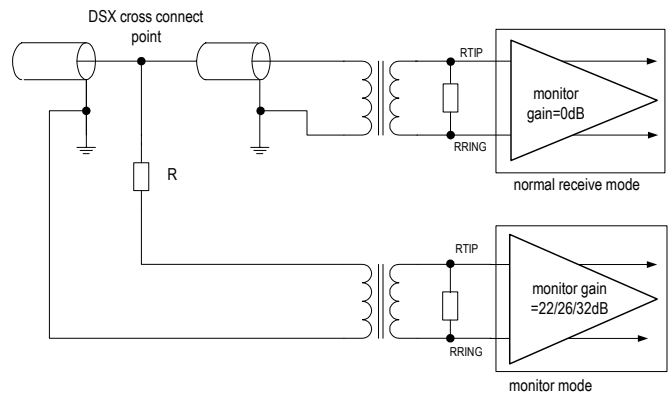 DSX cross connect
point
RTIP
monitor
gain=0dB
RRING
normal receive mode
R
RTIP
monitor gain
=22/26/32dB
RRING
monitor mode